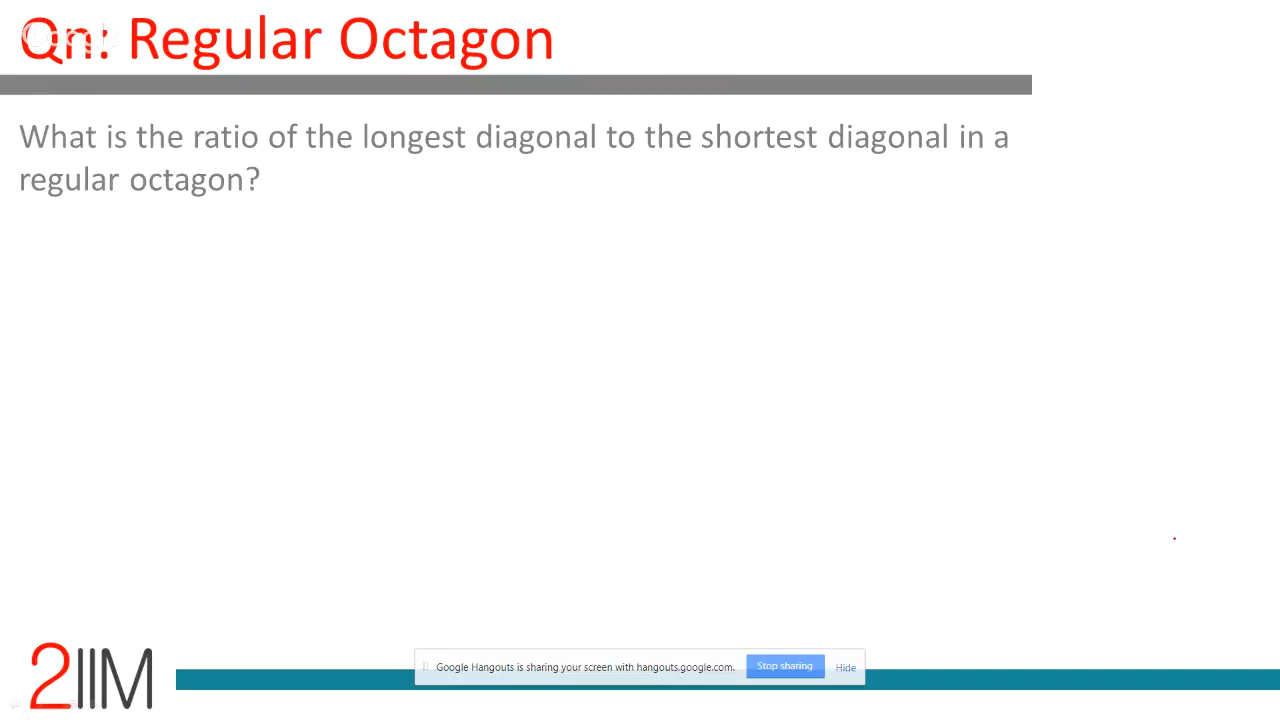 Qn: Regular Octagon
Google
What is the ratio of the longest diagonal to the shortest diagonal in a
regular octagon?
2IIM
Google Hangouts is sharing your screen with hangouts.google.com.
Stop sharing
Hide